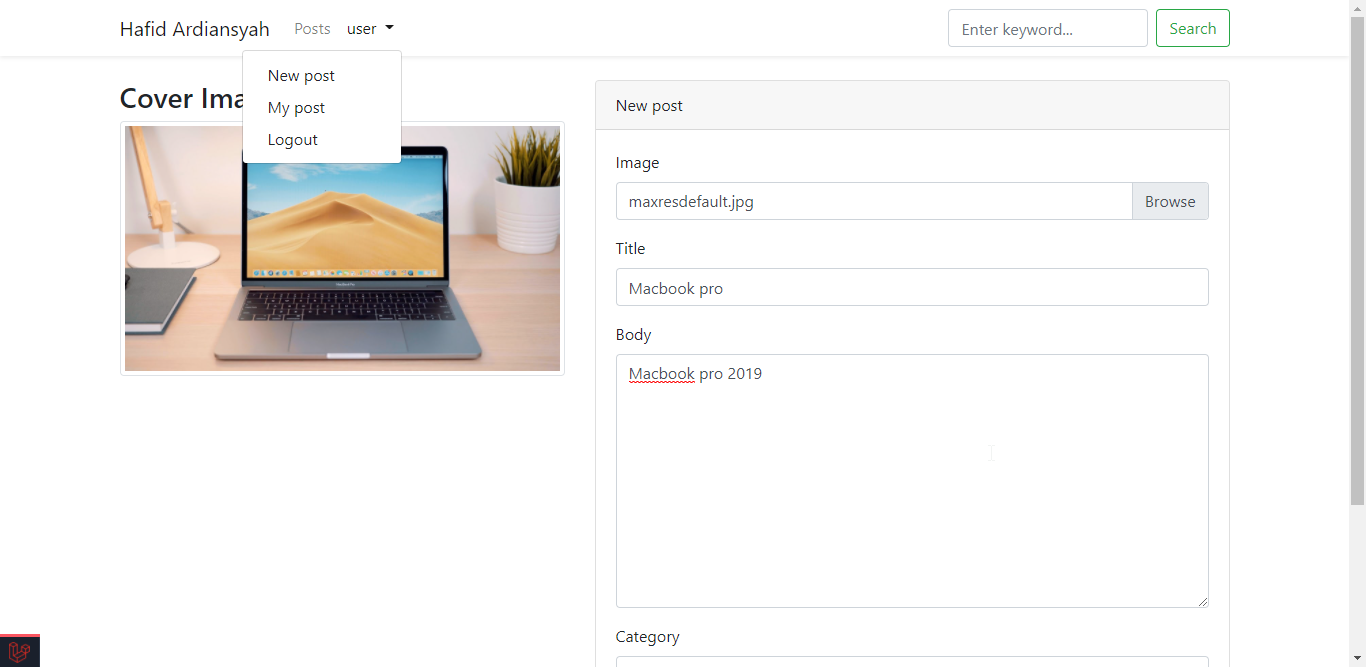 Hafid Ardiansyah Posts user Enter keyword... Search
New post
My post
Logout
Cover Ima
New post
Image
maxresdefault.jpg Browse
Title
Macbook pro
Body
Macbook pro 2019
Category